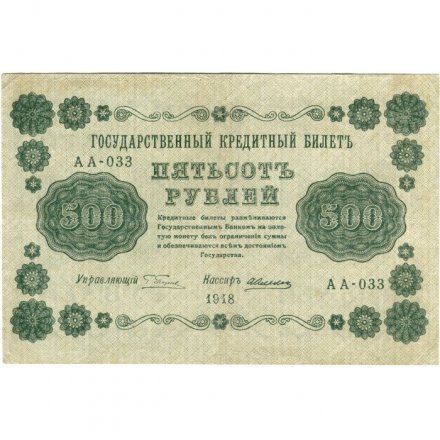 ГОСУДАРСТВЕННЫЙ КРЕДИТНЫЙ БИЛЕТЪ
АА-033
ПЯТЬСОТЪ
РУБЛЕЙ
500
500
Кредитные билеты размѣниваются
Государственнымъ Банкомъ на золо-
тую монету безъ ограниченія суммы
и обезпечиваются всѣмъ достояніемъ
Государства.
Управляющій
Кассиръ
1918
АА-033